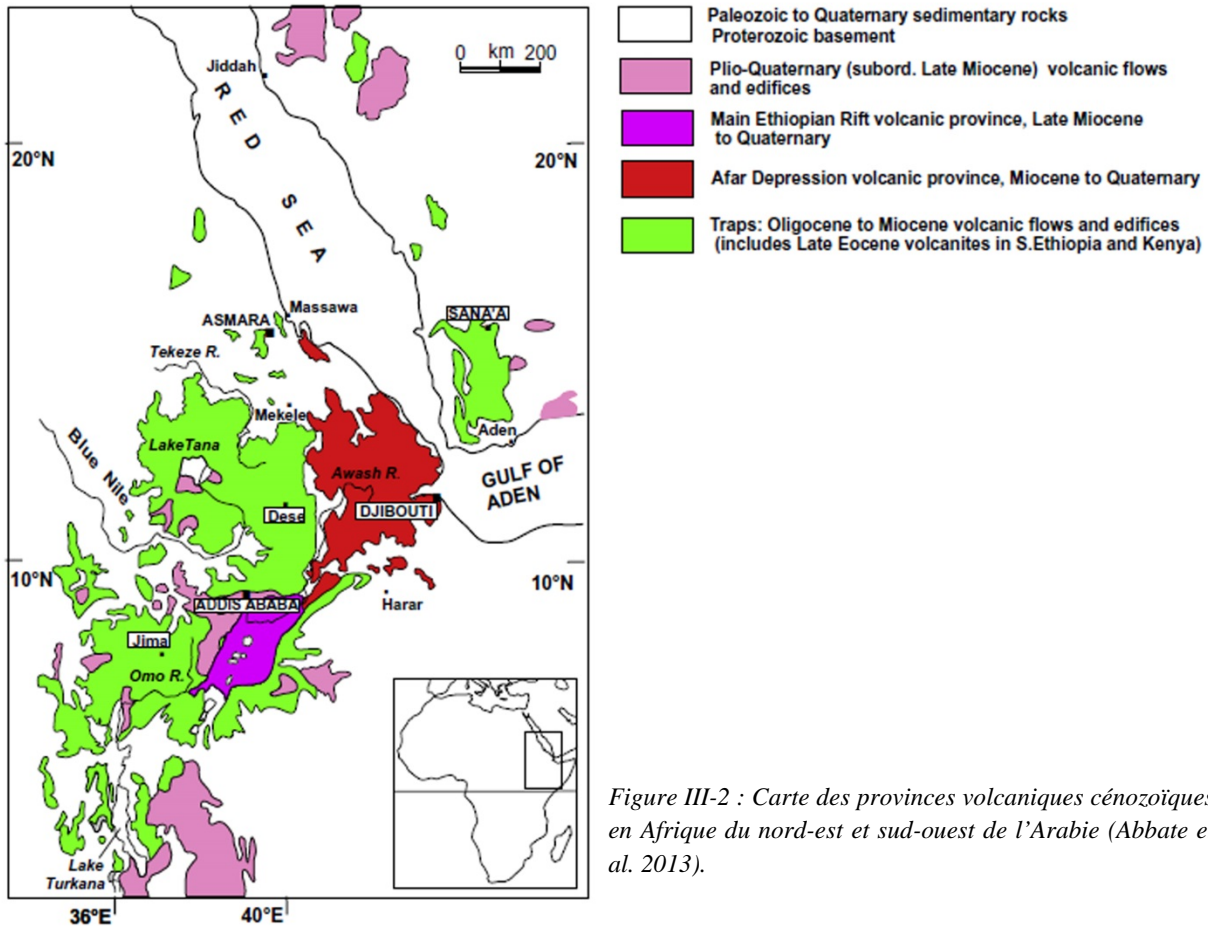 Jiddah
0 km 200
RED SEA
20°N
20°N
Massawa
ASMARA
SANA'A
Tekeze R.
Mekele
Aden
Lake Tana
Blue Nile
Awash R.
GULF OF
ADEN
Dese
DJIBOUTI
10°N
10°N
ADDIS ABABA
Harar
Jima
Omo R.
Lake
Turkana
36°E
40°E
Paleozoic to Quaternary sedimentary rocks
Proterozoic basement
Plio-Quaternary (subord. Late Miocene) volcanic flows
and edifices
Main Ethiopian Rift volcanic province, Late Miocene
to Quaternary
Afar Depression volcanic province, Miocene to Quaternary
Traps: Oligocene to Miocene volcanic flows and edifices
(includes Late Eocene volcanites in S.Ethiopia and Kenya)
Figure III-2 : Carte des provinces volcaniques cénozoïques
en Afrique du nord-est et sud-ouest de l'Arabie (Abbate e
al. 2013).